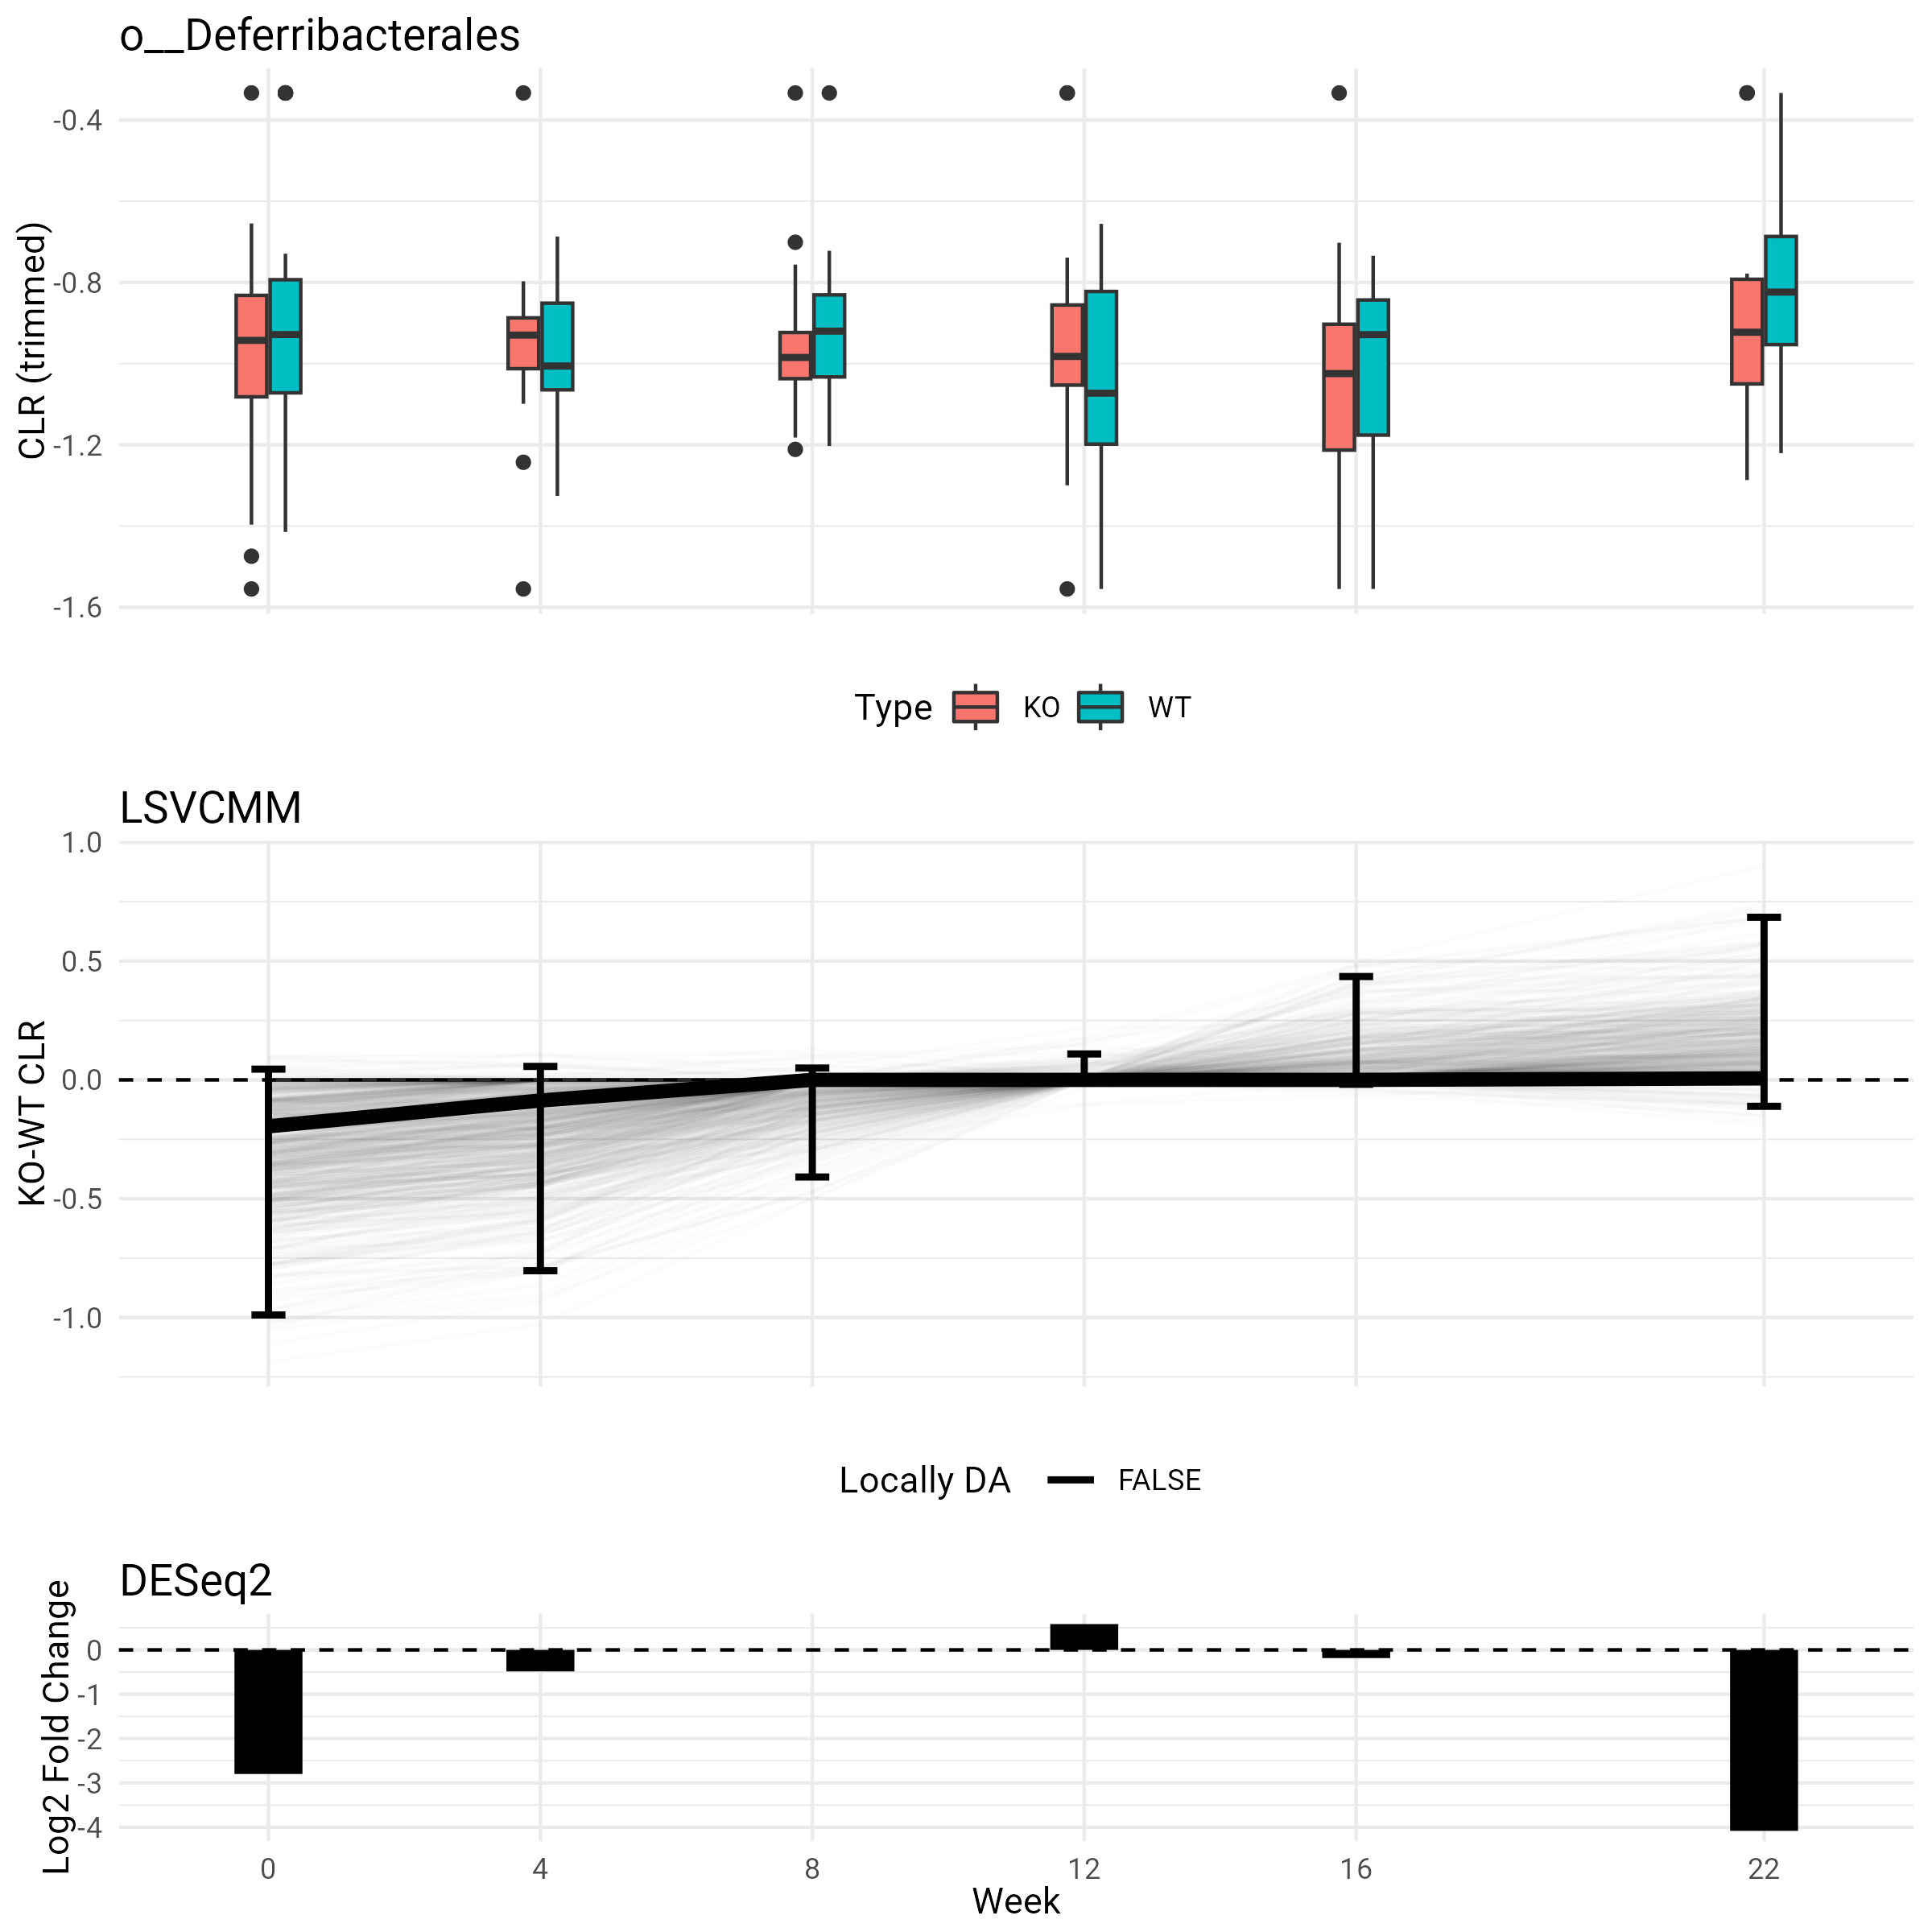 o__Deferribacterales
CLR (trimmed)
-0.4
-0.8
-1.2
-1.6
Type KO WT
LSVCMM
KO-WT CLR
1.0
0.5
0.0
-0.5
-1.0
Locally DA FALSE
DESeq2
Log2 Fold Change
0
-1
-2
-3
-4
0 4 8 12 16 22
Week